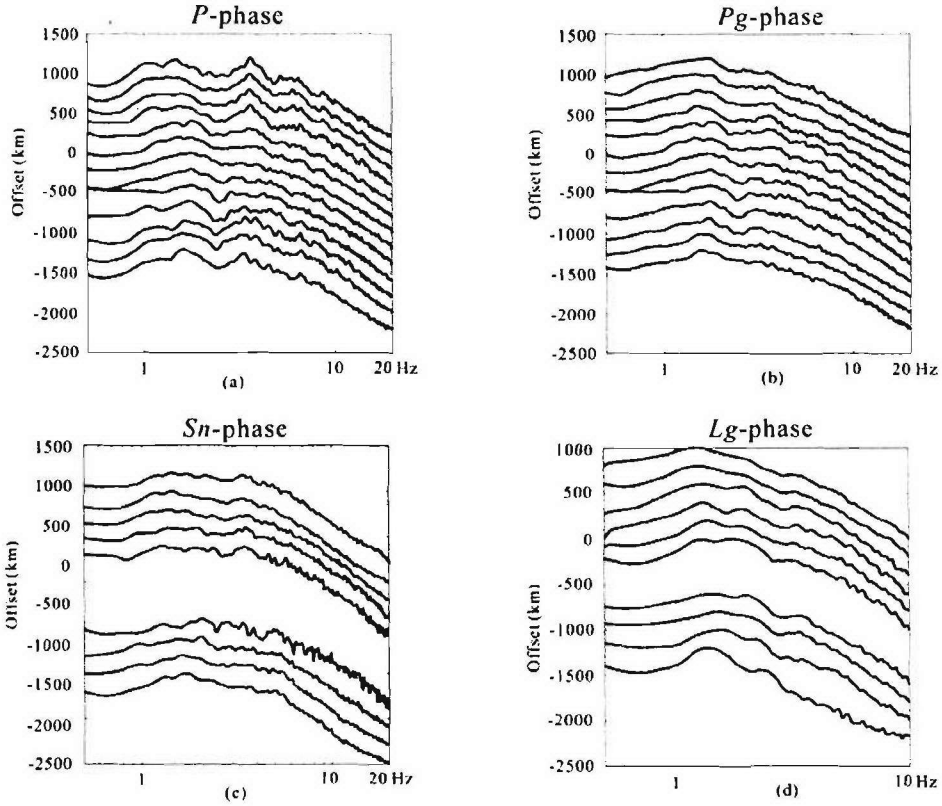 P-phase
1500
1000
500
0
-500
-1000
-1500
-2000
-2500
Offset (km)
1 10 20 Hz
(a)
Pg-phase
1500
1000
500
0
-500
-1000
-1500
-2000
-2500
Offset (km)
1 10 20 Hz
(b)
Sn-phase
1500
1000
500
0
-500
-1000
-1500
-2000
-2500
Offset (km)
1 10 20 Hz
(c)
Lg-phase
1000
500
0
-500
-1000
-1500
-2000
-2500
Offset (km)
1 10 Hz
(d)